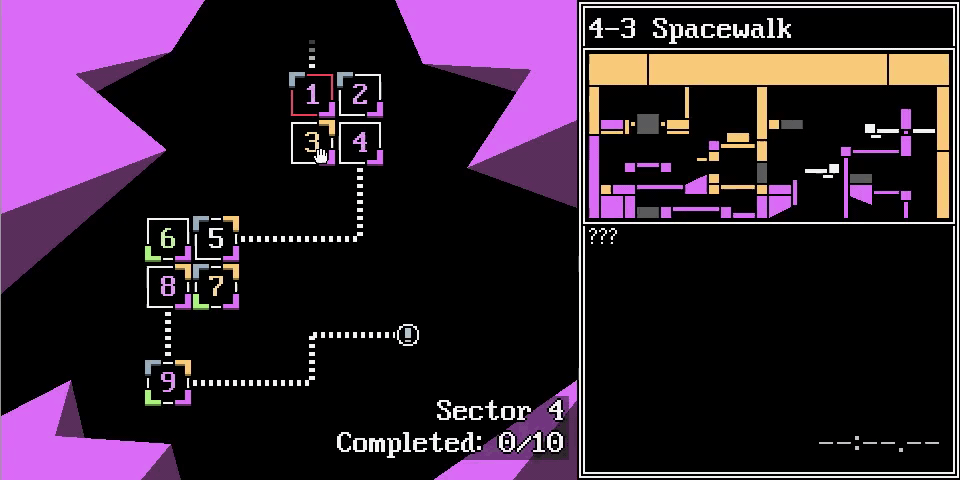 4-3 Spacewalk
1 2
3 4
6 5
8 7
9
!
???
Sector 4
Completed: 0/10
--:--.--